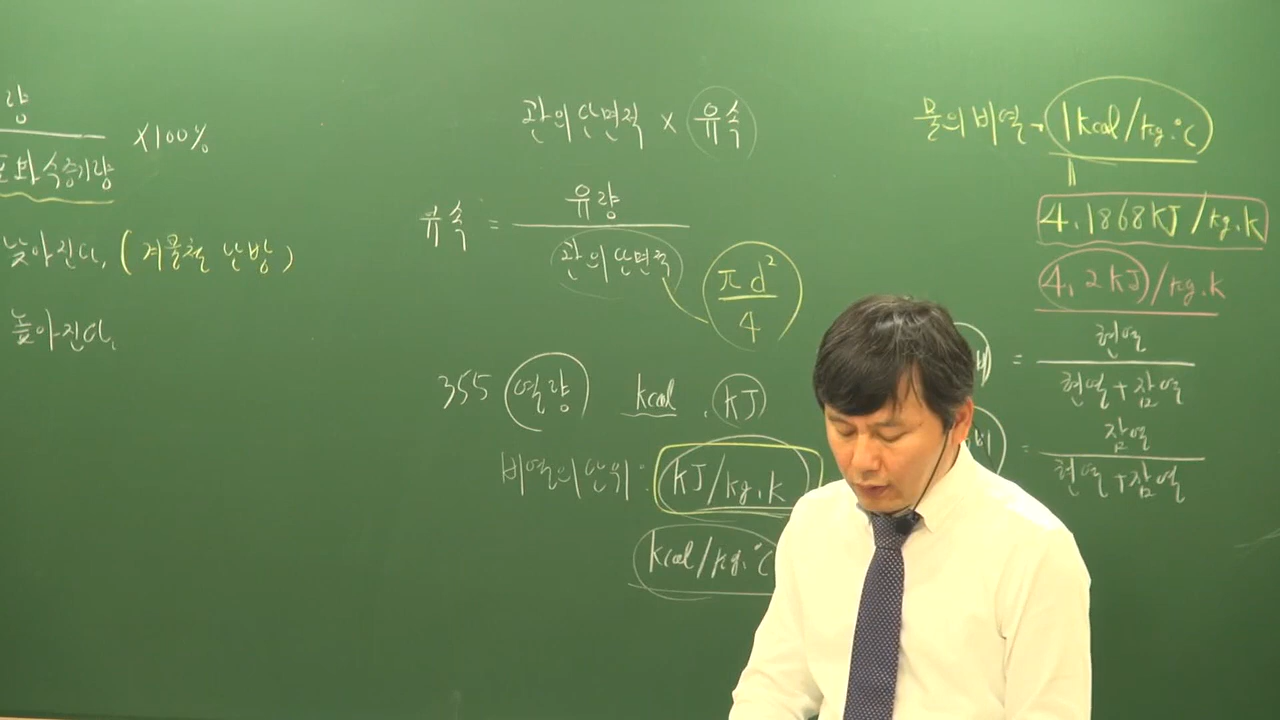 량
포화수증기량 ×100%
낮아진다. (겨울철 난방)
높아진다.
관의 단면적 × 유속
유속 = 유량 / 관의 단면적
πd²/4
355 열량 kcal . KJ
비열의 단위 : KJ/kg.k
kcal/kg.℃
물의 비열 → 1kcal/kg.℃
=
4.1868KJ/kg.k
4.2KJ/kg.k
비 = 현열 / 현열+잠열
비 = 잠열 / 현열+잠열